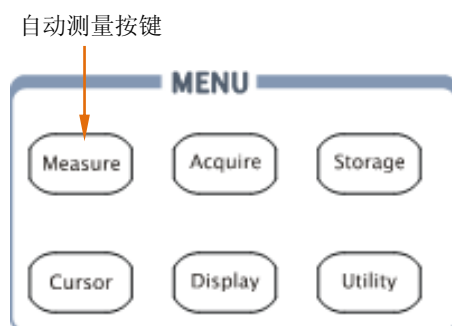 自动测量按键
MENU
Measure Acquire Storage
Cursor Display Utility